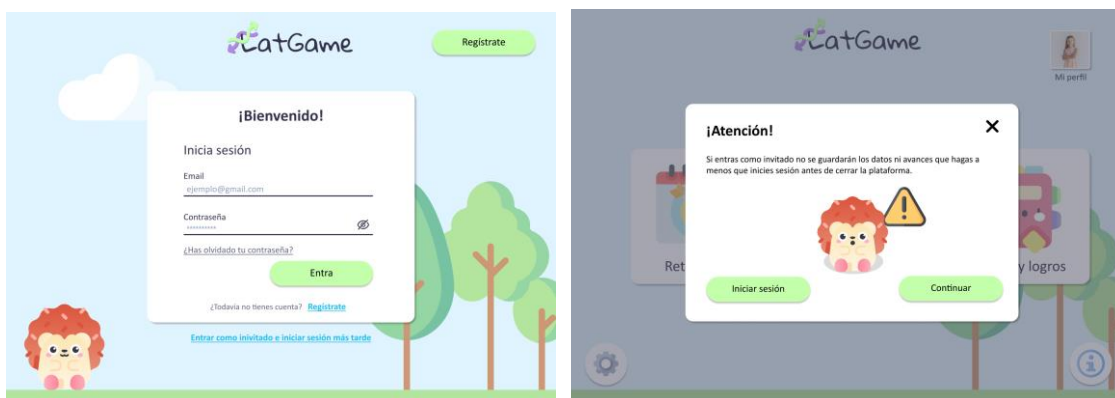 CatGame
Regístrate
¡Bienvenido!
Inicia sesión
Email
ejemplo@gmail.com
Contraseña
¿Has olvidado tu contraseña?
Entra
¿Todavia no tienes cuenta? Regístrate
Entrar como inivitado e iniciar sesión más tarde
CatGame
Mi perfil
¡Atención!
Si entras como invitado no se guardarán los datos ni avances que hagas a
menos que inicies sesión antes de cerrar la plataforma.
Ret
y logros
Iniciar sesión
Continuar